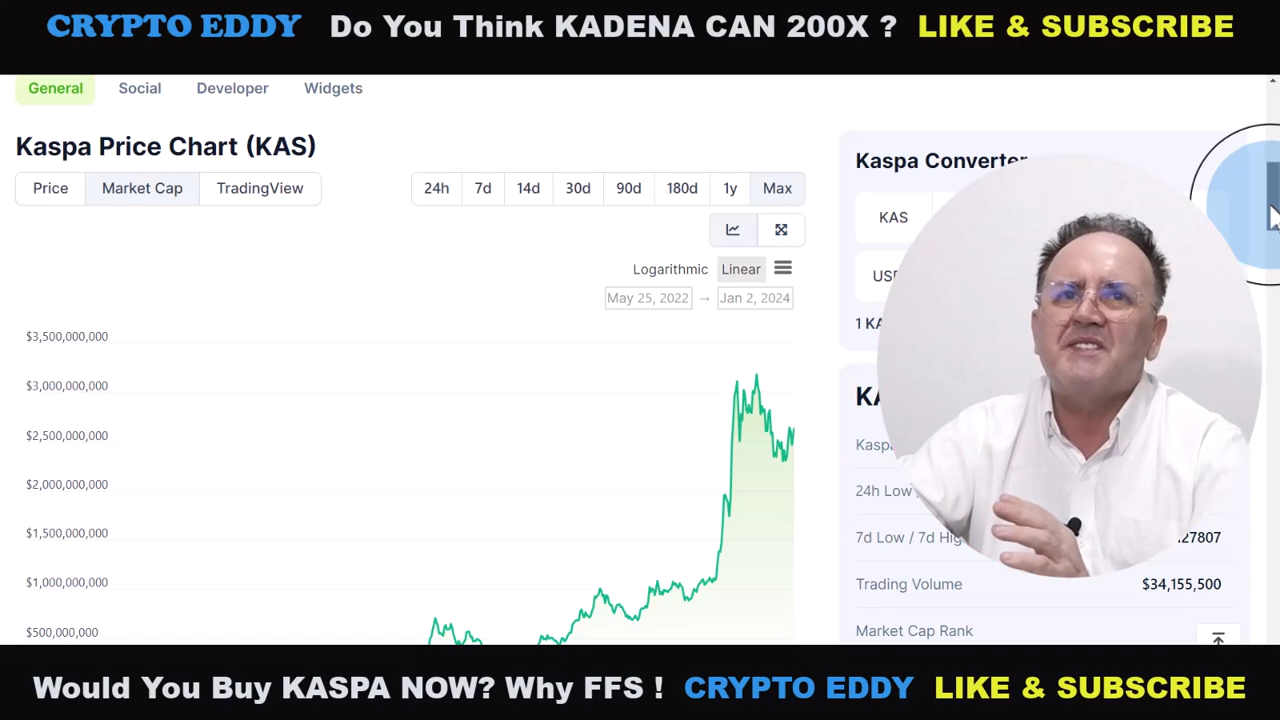 CRYPTO EDDY Do You Think KADENA CAN 200X ? LIKE & SUBSCRIBE
General Social Developer Widgets
Kaspa Price Chart (KAS)
Price Market Cap TradingView
24h 7d 14d 30d 90d 180d 1y Max
Logarithmic Linear
May 25, 2022 → Jan 2, 2024
$3,500,000,000
$3,000,000,000
$2,500,000,000
$2,000,000,000
$1,500,000,000
$1,000,000,000
$500,000,000
Kaspa Converter
KAS
1
24h Low /
7d Low / 7d
Trading Volume $34,155,500
Market Cap Rank
Would You Buy KASPA NOW? Why FFS ! CRYPTO EDDY LIKE & SUBSCRIBE